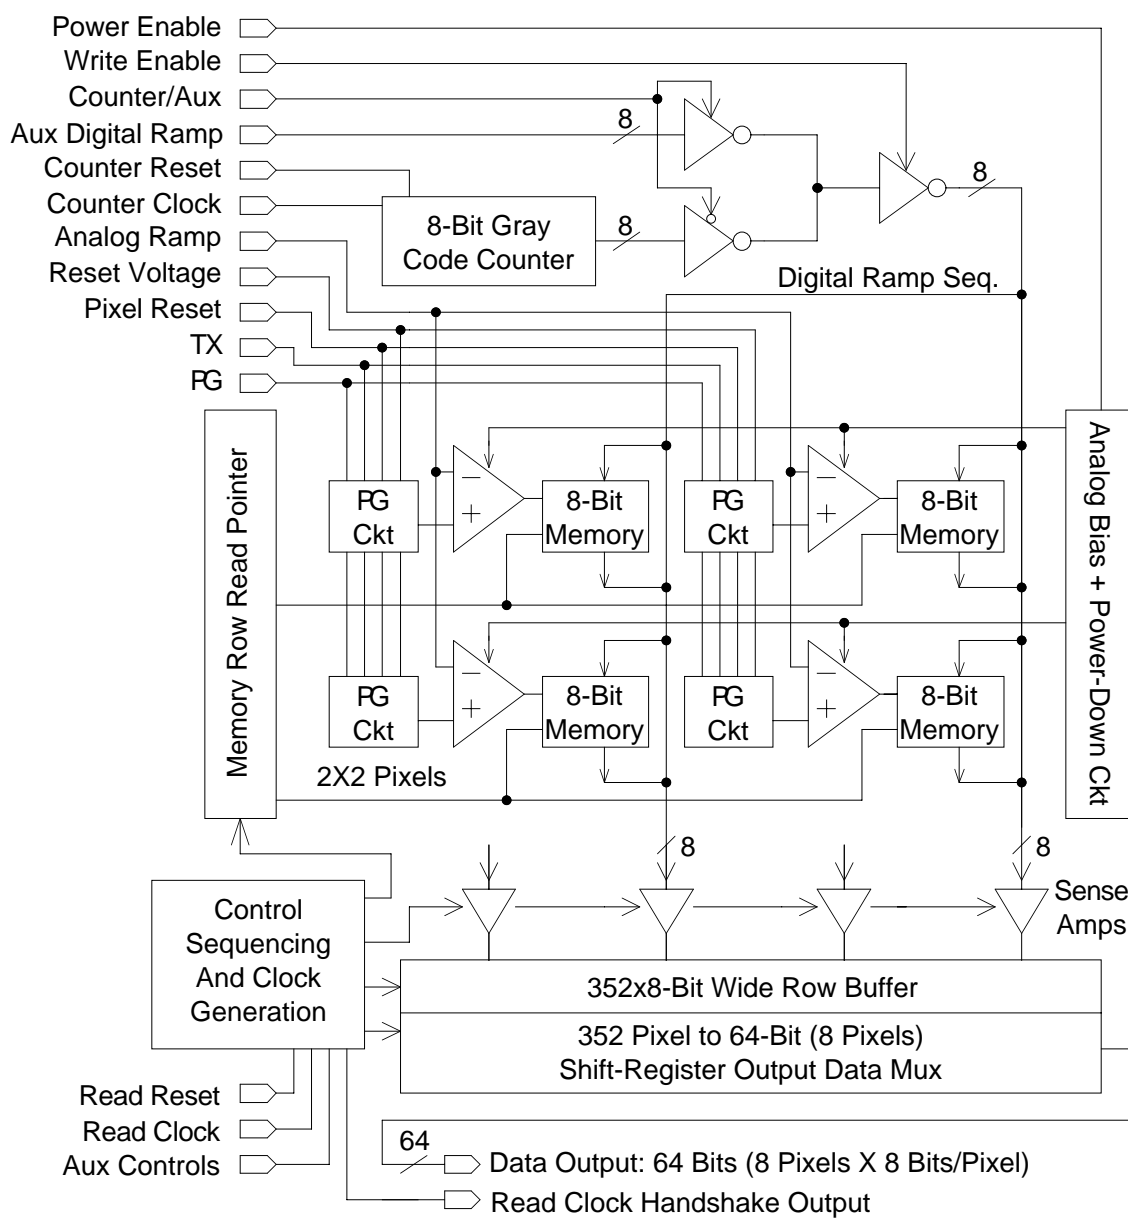 Power Enable
Write Enable
Counter/Aux
Aux Digital Ramp
8
Counter Reset
8
Counter Clock
8-Bit Gray
Code Counter
8
Analog Ramp
Reset Voltage
Digital Ramp Seq.
Pixel Reset
TX
PG
Memory Row Read Pointer
Analog Bias + Power-Down Ckt
PG
Ckt
−
+
8-Bit
Memory
PG
Ckt
−
+
8-Bit
Memory
PG
Ckt
−
+
8-Bit
Memory
PG
Ckt
−
+
8-Bit
Memory
2X2 Pixels
8
8
Sense
Amps
Control
Sequencing
And Clock
Generation
352x8-Bit Wide Row Buffer
352 Pixel to 64-Bit (8 Pixels)
Shift-Register Output Data Mux
Read Reset
Read Clock
Aux Controls
64
Data Output: 64 Bits (8 Pixels X 8 Bits/Pixel)
Read Clock Handshake Output